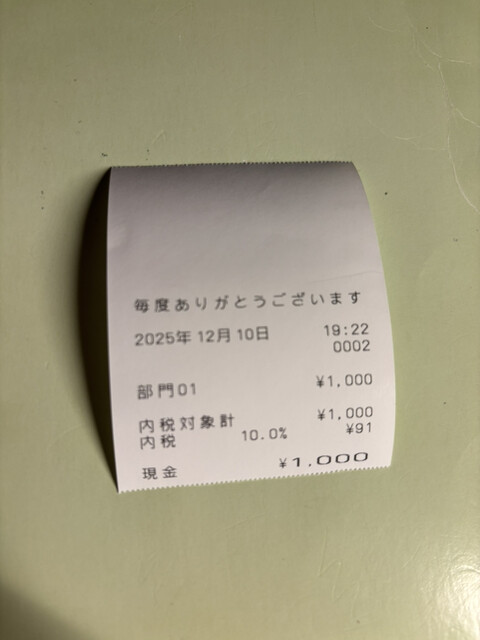 毎度ありがとうございます
2025年12月10日 19:22
0002
部門01 ¥1,000
内税対象計 ¥1,000
内税 10.0% ¥91
現金 ¥1,000